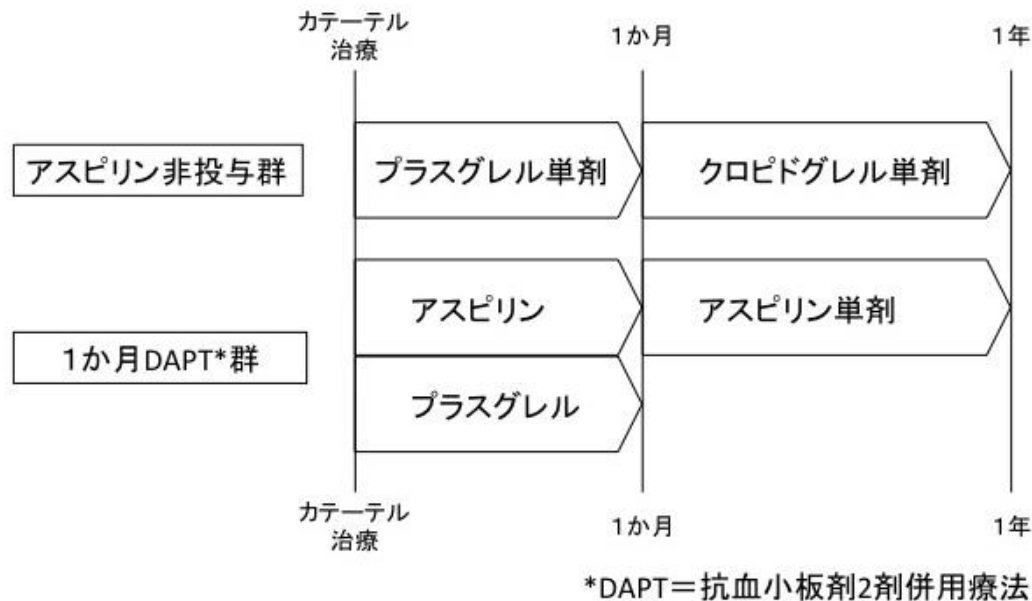 カテーテル
治療
1か月
1年
アスピリン非投与群
プラスグレル単剤
クロピドグレル単剤
アスピリン
アスピリン単剤
1か月DAPT*群
プラスグレル
カテーテル
治療
1か月
1年
*DAPT＝抗血小板剤2剤併用療法